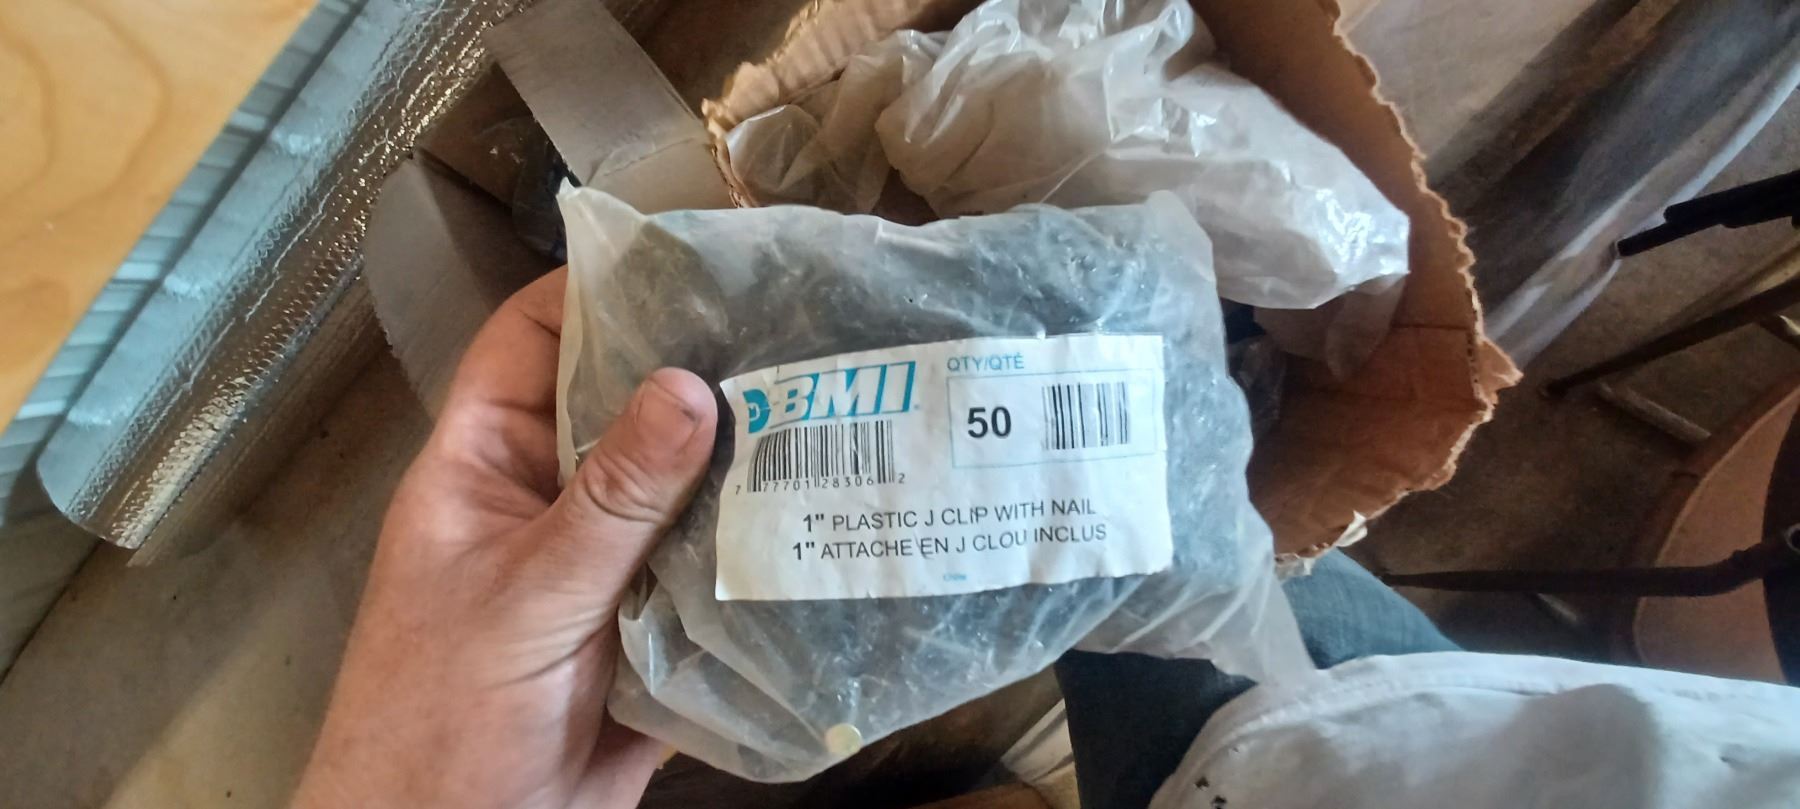 BMI
QTY/QTÉ
50
7 77701 28306 2
1" PLASTIC J CLIP WITH NAIL
1" ATTACHE EN J CLOU INCLUS